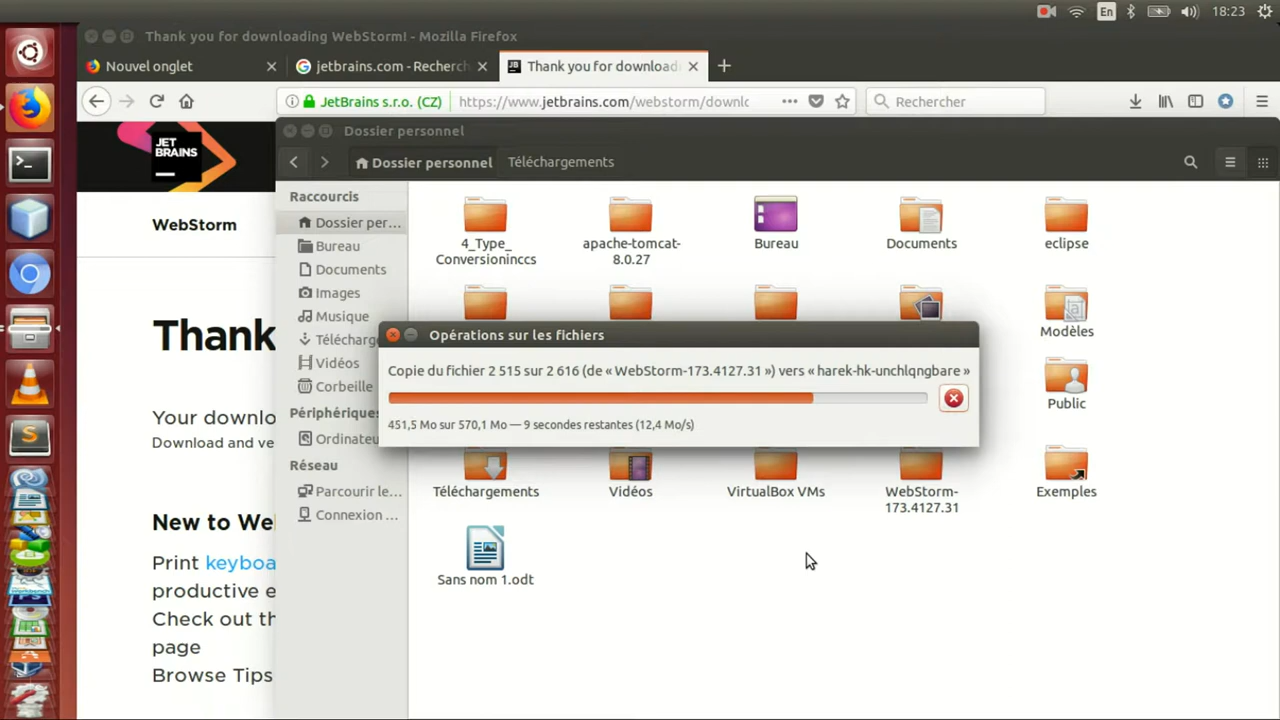 En
18:23
Thank you for downloading WebStorm! - Mozilla Firefox
Nouvel onglet
jetbrains.com - Recherch
Thank you for download
JetBrains s.r.o. (CZ)
https://www.jetbrains.com/webstorm/downlo
Rechercher
JET
BRAINS
WebStorm
Thank
Your downlo
Download and ve
New to We
Print keyboa
productive e
Check out th
page
Browse Tips
Dossier personnel
Dossier personnel
Téléchargements
Raccourcis
Dossier per...
Bureau
Documents
Images
Musique
Télécharg
Vidéos
Corbeille
Périphériques
Ordinateu
Réseau
Parcourir le...
Connexion ...
4_Type_
Conversioninccs
apache-tomcat-
8.0.27
Bureau
Documents
eclipse
Modèles
Public
Opérations sur les fichiers
Copie du fichier 2 515 sur 2 616 (de « WebStorm-173.4127.31 ») vers « harek-hk-unchlqngbare »
451,5 Mo sur 570,1 Mo — 9 secondes restantes (12,4 Mo/s)
Téléchargements
Vidéos
VirtualBox VMs
WebStorm-
173.4127.31
Exemples
Sans nom 1.odt